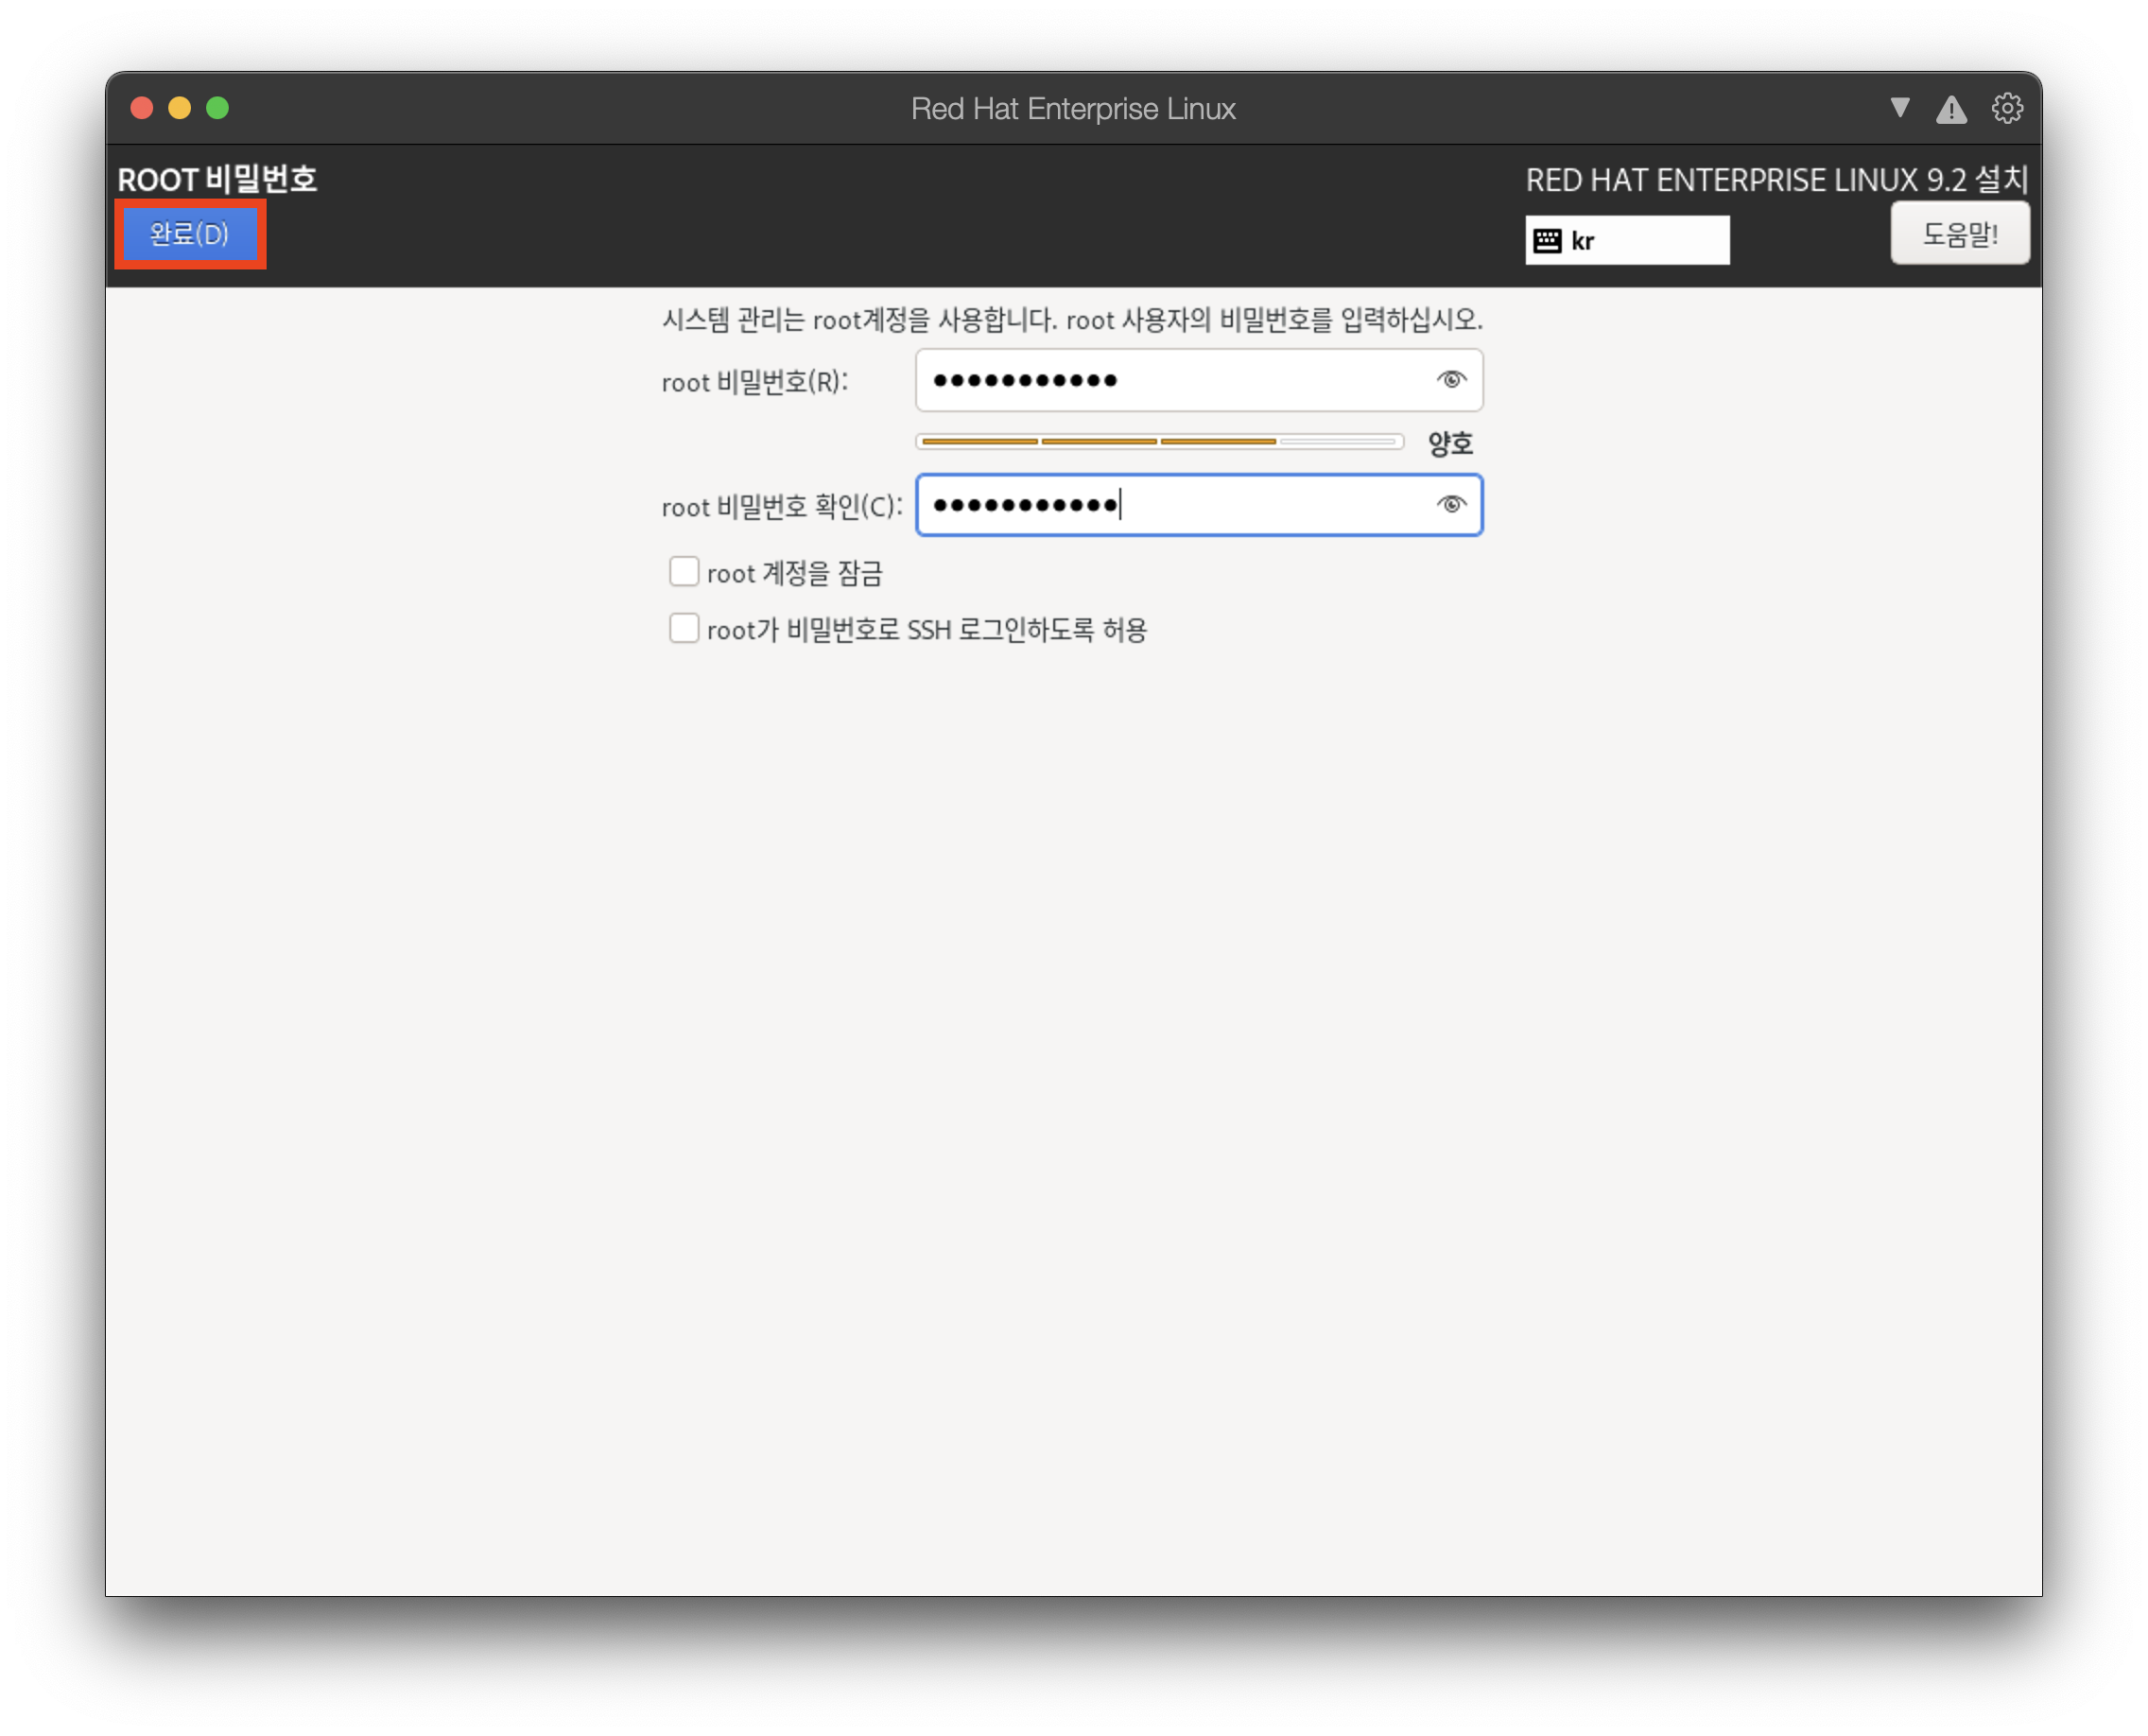 Red Hat Enterprise Linux
ROOT 비밀번호
RED HAT ENTERPRISE LINUX 9.2 설치
완료(D)
kr
도움말!
시스템 관리는 root계정을 사용합니다. root 사용자의 비밀번호를 입력하십시오.
root 비밀번호(R):
●●●●●●●●●●●
양호
root 비밀번호 확인(C):
●●●●●●●●●●●
root 계정을 잠금
root가 비밀번호로 SSH 로그인하도록 허용